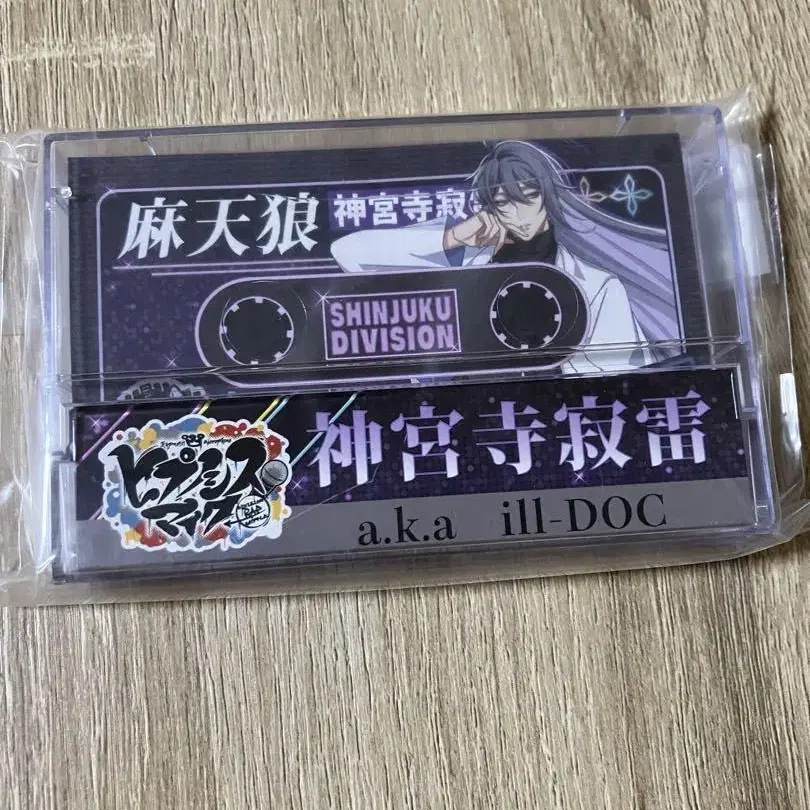 麻天狼
神宮寺寂
SHINJUKU
DIVISION
ヒプノシス
マイク
神宮寺寂雷
a.k.a ill-DOC